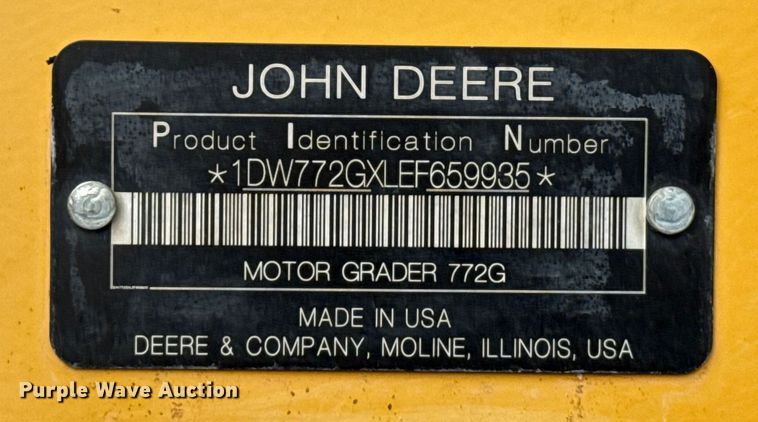 JOHN DEERE
Product Identification Number
*1DW772GXLEF659935*
MOTOR GRADER 772G
MADE IN USA
DEERE & COMPANY, MOLINE, ILLINOIS, USA
Purple Wave Auction